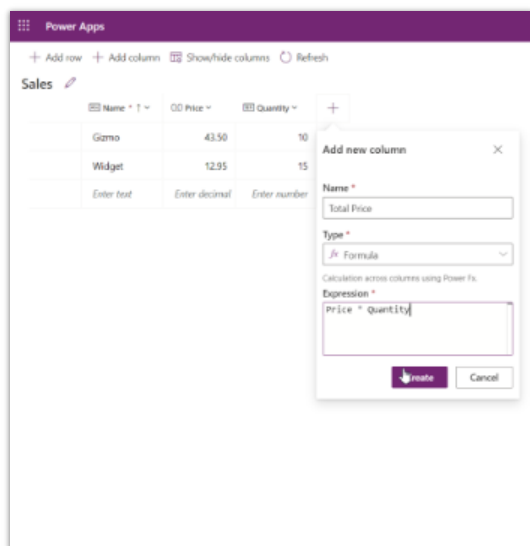 Power Apps
+ Add row + Add column Show/hide columns Refresh
Sales
Name * ↑ Price Quantity +
Gizmo 43.50 10
Widget 12.95 15
Enter text Enter decimal Enter number
Add new column
Name *
Total Price
Type *
fx Formula
Calculation across columns using Power Fx.
Expression *
Price * Quantity
Create Cancel